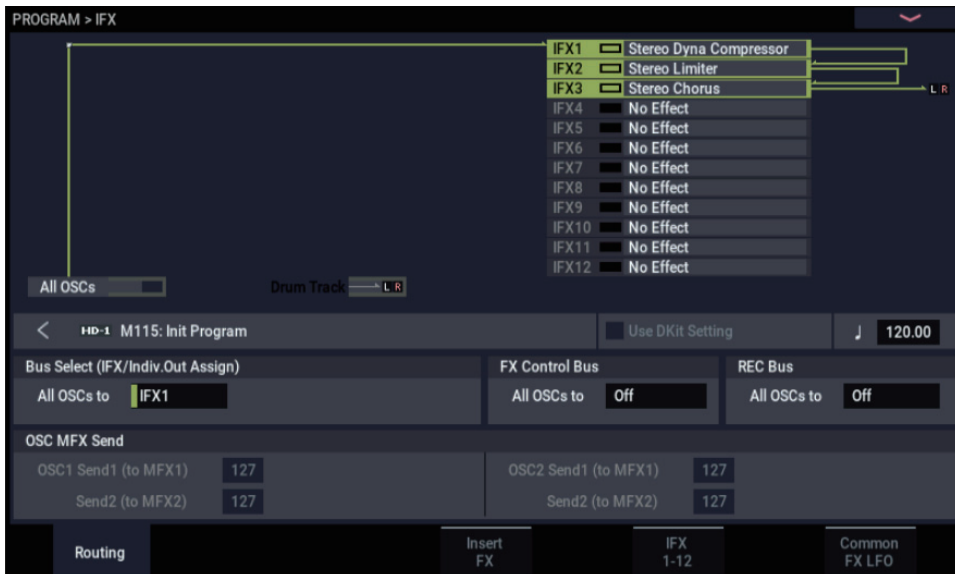 PROGRAM > IFX
IFX1 Stereo Dyna Compressor
IFX2 Stereo Limiter
IFX3 Stereo Chorus
L R
IFX4 No Effect
IFX5 No Effect
IFX6 No Effect
IFX7 No Effect
IFX8 No Effect
IFX9 No Effect
IFX10 No Effect
IFX11 No Effect
IFX12 No Effect
All OSCs
Drum Track L R
HD-1 M115: Init Program
Use DKit Setting
♩ 120.00
Bus Select (IFX/Indiv.Out Assign)
All OSCs to IFX1
FX Control Bus
All OSCs to Off
REC Bus
All OSCs to Off
OSC MFX Send
OSC1 Send1 (to MFX1) 127
Send2 (to MFX2) 127
OSC2 Send1 (to MFX1) 127
Send2 (to MFX2) 127
Routing
Insert
FX
IFX
1-12
Common
FX LFO